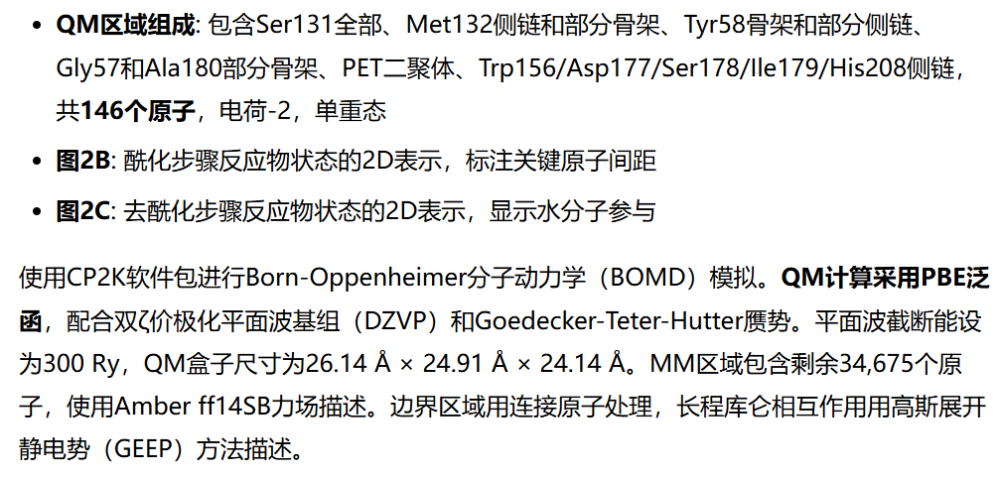 • QM区域组成: 包含Ser131全部、Met132侧链和部分骨架、Tyr58骨架和部分侧链、
Gly57和Ala180部分骨架、PET二聚体、Trp156/Asp177/Ser178/Ile179/His208侧链，
共146个原子，电荷-2，单重态
• 图2B: 酰化步骤反应物状态的2D表示，标注关键原子间距
• 图2C: 去酰化步骤反应物状态的2D表示，显示水分子参与
使用CP2K软件包进行Born-Oppenheimer分子动力学（BOMD）模拟。QM计算采用PBE泛
函，配合双ζ价极化平面波基组（DZVP）和Goedecker-Teter-Hutter赝势。平面波截断能设
为300 Ry，QM盒子尺寸为26.14 Å × 24.91 Å × 24.14 Å。MM区域包含剩余34,675个原
子，使用Amber ff14SB力场描述。边界区域用连接原子处理，长程库仑相互作用用高斯展开
静电势（GEEP）方法描述。